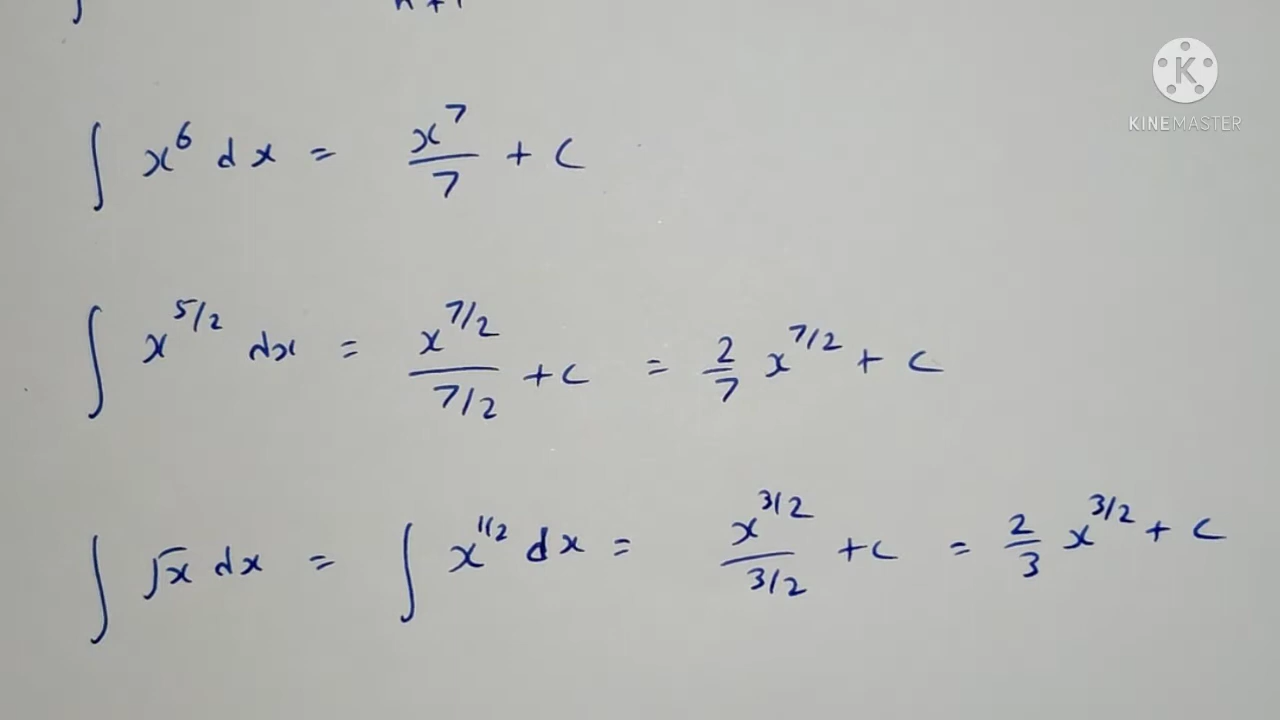 ∫ n+1
KINEMASTER
∫ x^6 dx = x^7/7 + c
∫ x^{5/2} dx = x^{7/2}/(7/2) + c = 2/7 x^{7/2} + c
∫ √x dx = ∫ x^{1/2} dx = x^{3/2}/(3/2) + c = 2/3 x^{3/2} + c